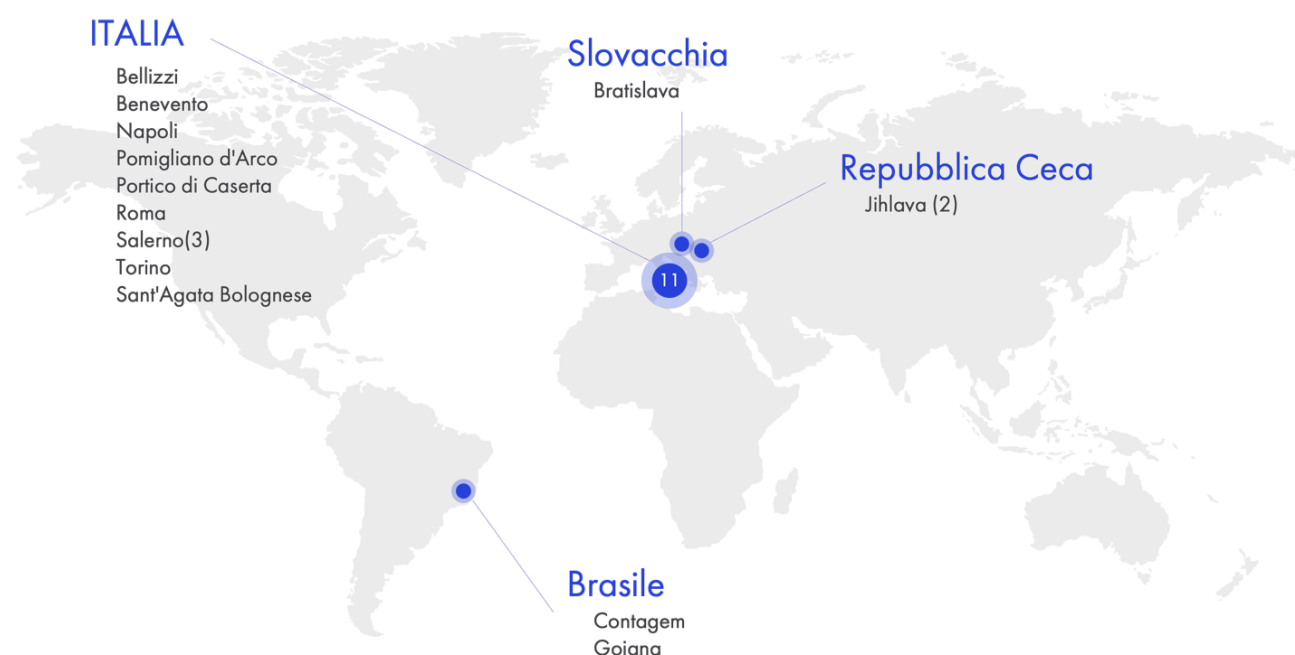 ITALIA
Bellizzi
Benevento
Napoli
Pomigliano d'Arco
Portico di Caserta
Roma
Salerno(3)
Torino
Sant'Agata Bolognese
Slovacchia
Bratislava
Repubblica Ceca
Jihlava (2)
11
Brasile
Contagem
Goiana